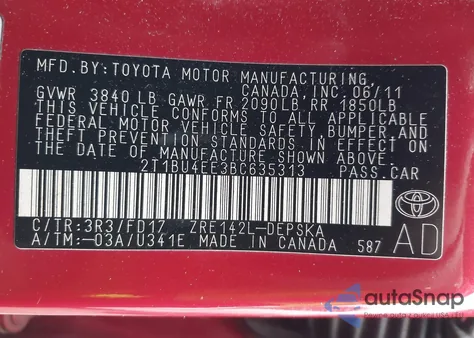 MFD. BY: TOYOTA MOTOR MANUFACTURING,
CANADA, INC. 06/11
GVWR 3840 LB GAWR FR 2090LB RR 1850LB
THIS VEHICLE CONFORMS TO ALL APPLICABLE
FEDERAL SAFETY, BUMPER, AND
THEFT PREVENTION STANDARDS IN EFFECT ON
THE DATE OF MANUFACTURE SHOWN ABOVE.
2T1BU4EE3BC635313 PASS. CAR
C/TR: 3R3/FD17 ZRE142L-DEPSKA
A/TM: -03A/U341E MADE IN CANADA 587
AD
autoSnap